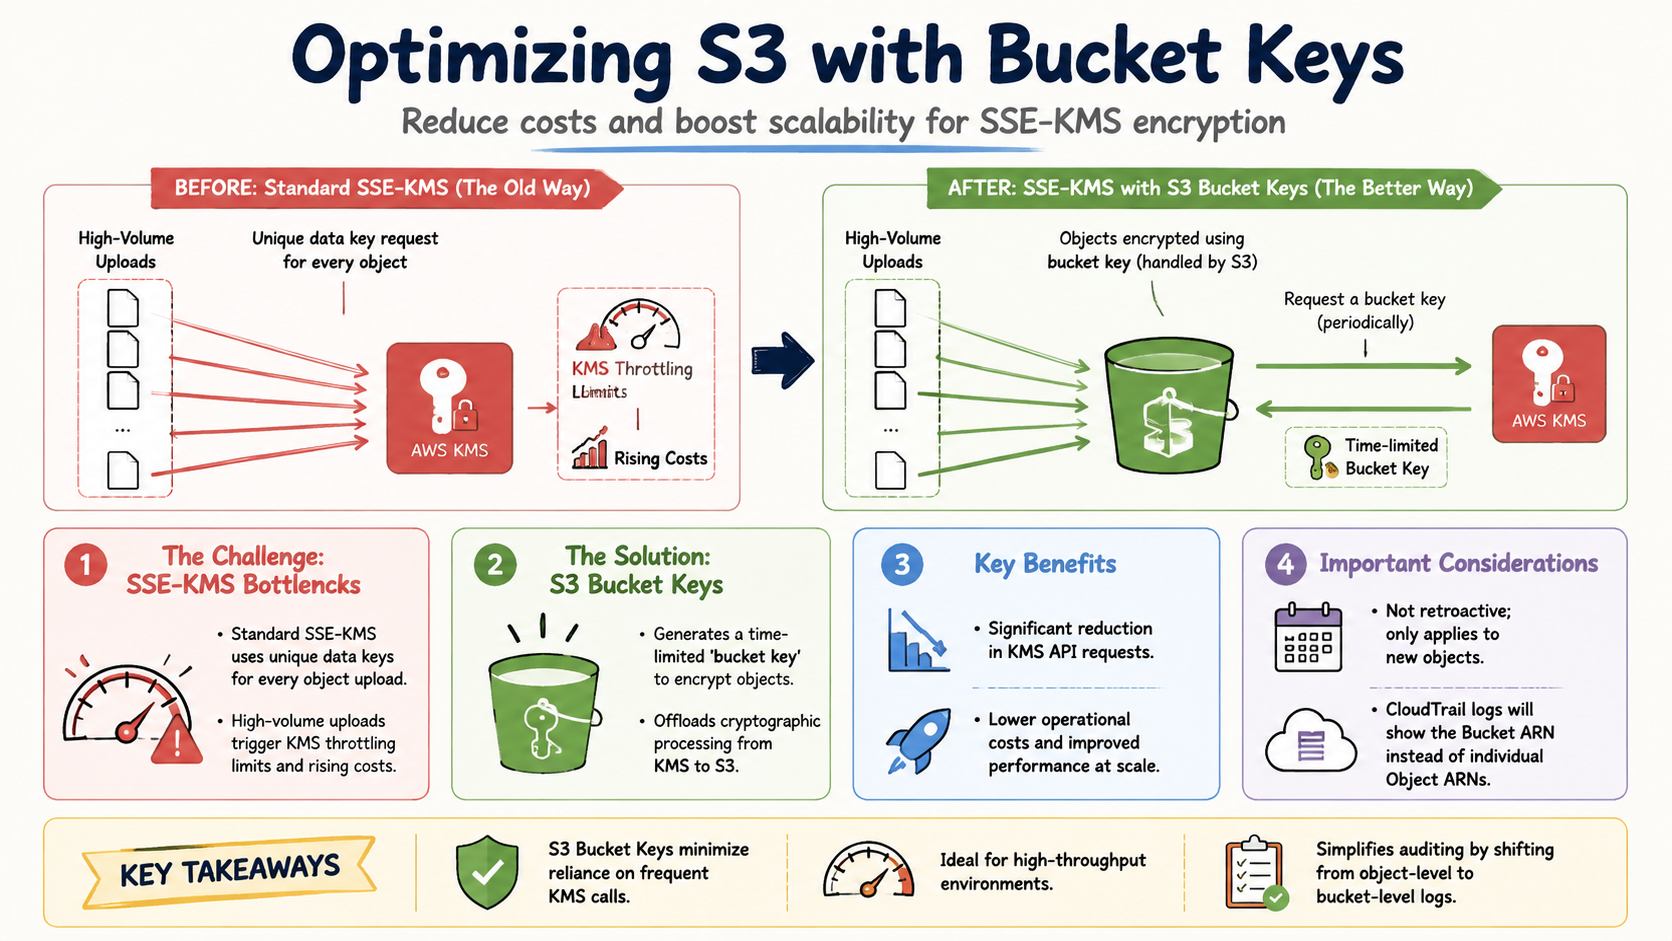 Optimizing S3 with Bucket Keys
Reduce costs and boost scalability for SSE-KMS encryption
BEFORE: Standard SSE-KMS (The Old Way)
High-Volume
Uploads
Unique data key request
for every object
...
AWS KMS
KMS Throttling
Rising Costs
AFTER: SSE-KMS with S3 Bucket Keys (The Better Way)
High-Volume
Uploads
Objects encrypted using
bucket key (handled by S3)
...
S
Request a bucket key
(periodically)
Time-limited
Bucket Key
AWS KMS
1
The Challenge:
SSE-KMS Bottlencks
• Standard SSE-KMS
uses unique data keys
for every object upload.
• High-volume uploads
trigger KMS throttling
limits and rising costs.
2
The Solution:
S3 Bucket Keys
• Generates a time-
limited 'bucket key'
to encrypt objects.
• Offloads cryptographic
processing from
KMS to S3.
3
Key Benefits
• Significant reduction
in KMS API requests.
• Lower operational
costs and improved
performance at scale.
4
Important Considerations
• Not retroactive;
only applies to
new objects.
• CloudTrail logs will
show the Bucket ARN
instead of individual
Object ARNs.
KEY TAKEAWAYS
S3 Bucket Keys minimize
reliance on frequent
KMS calls.
Ideal for high-throughput
environments.
Simplifies auditing by shifting
from object-level to
bucket-level logs.